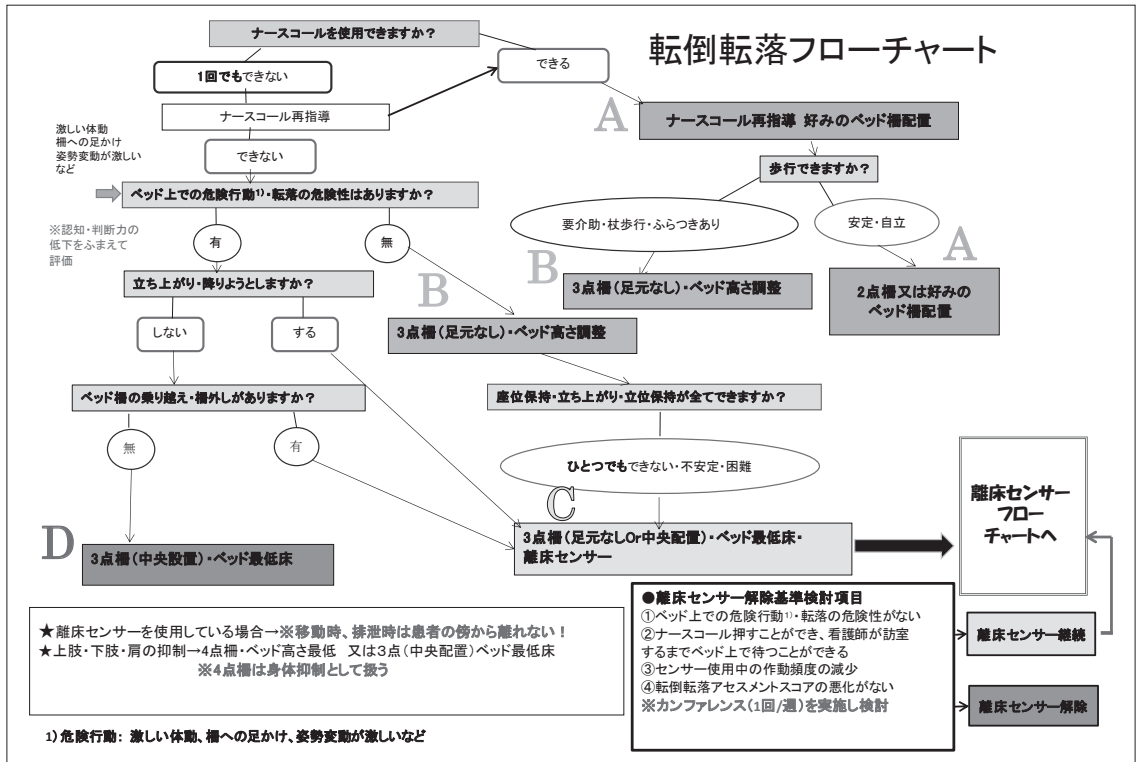 転倒転落フローチャート
ナースコールを使用できますか？
1回でもできない
できる
ナースコール再指導
できない
A
ナースコール再指導 好みのベッド柵配置
歩行できますか？
激しい体動
柵への足かけ
姿勢変動が激しい
など
ベッド上での危険行動1)・転落の危険性はありますか？
※認知・判断力の
低下をふまえて
評価
有
無
要介助・杖歩行・ふらつきあり
安定・自立
B
3点柵（足元なし）・ベッド高さ調整
A
2点柵又は好みの
ベッド柵配置
立ち上がり・降りようとしますか？
しない
する
B
3点柵（足元なし）・ベッド高さ調整
ベッド柵の乗り越え・柵外しがありますか？
無
有
座位保持・立ち上がり・立位保持が全てできますか？
ひとつでもできない・不安定・困難
D
3点柵（中央設置）・ベッド最低床
C
3点柵（足元なしOr中央配置）・ベッド最低床・
離床センサー
離床センサー
フロー
チャートへ
★離床センサーを使用している場合→※移動時、排泄時は患者の傍から離れない！
★上肢・下肢・肩の抑制→4点柵・ベッド高さ最低 又は3点（中央配置）ベッド最低床
※4点柵は身体抑制として扱う
●離床センサー解除基準検討項目
①ベッド上での危険行動1)・転落の危険性がない
②ナースコール押すことができ、看護師が訪室
するまでベッド上で待つことができる
③センサー使用中の作動頻度の減少
④転倒転落アセスメントスコアの悪化がない
※カンファレンス（1回/週）を実施し検討
離床センサー継続
離床センサー解除
1）危険行動： 激しい体動、柵への足かけ、姿勢変動が激しいなど